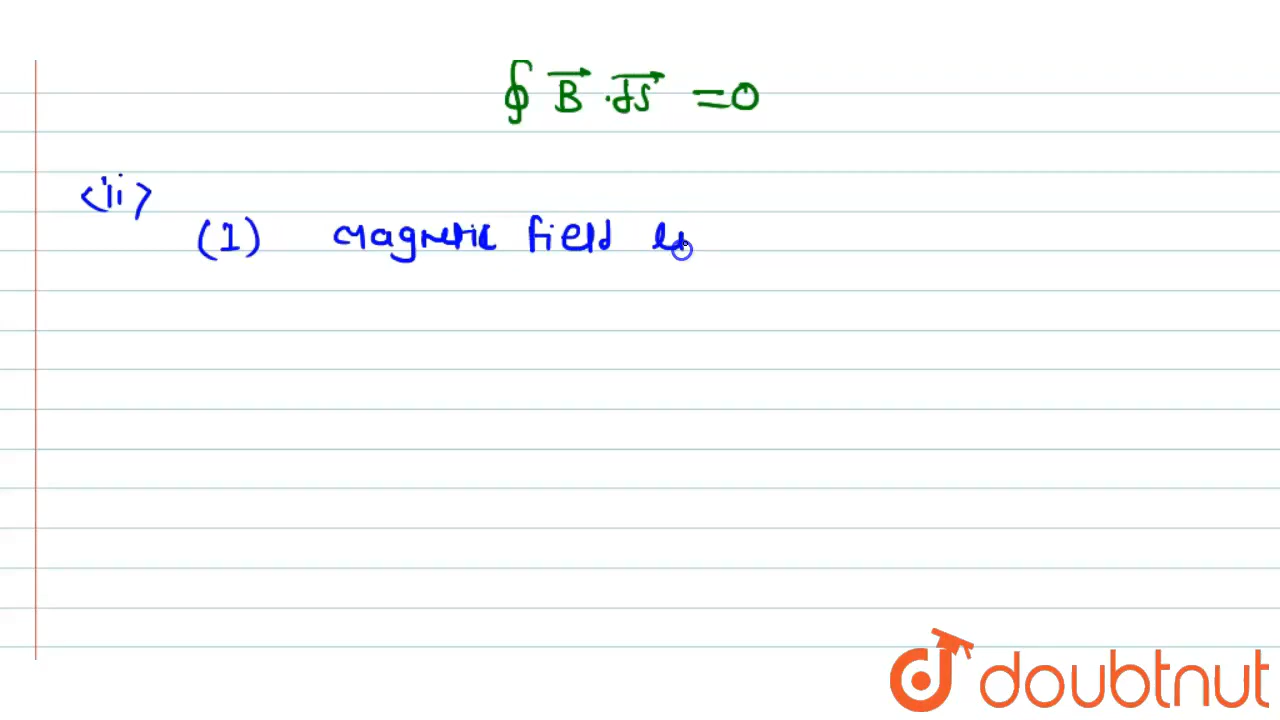 ∮ B⃗ · dS⃗ = 0
<ii>
(1) magnetic field
doubtnut